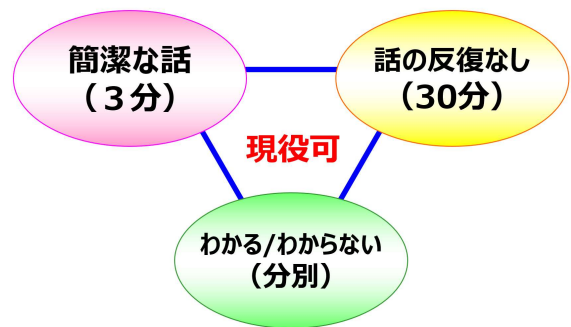 簡潔な話
（３分）
話の反復なし
（30分）
現役可
わかる/わからない
（分別）